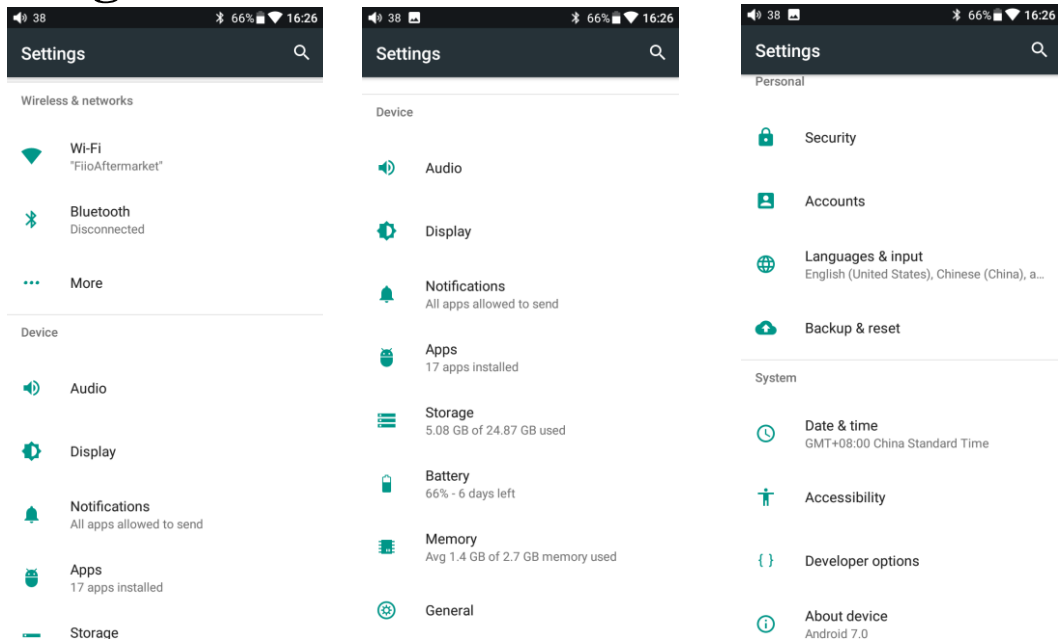 38 66% 16:26
Settings
Wireless & networks
Wi-Fi
"FiioAftermarket"
Bluetooth
Disconnected
More
Device
Audio
Display
Notifications
All apps allowed to send
Apps
17 apps installed
Storage
38 66% 16:26
Settings
Device
Audio
Display
Notifications
All apps allowed to send
Apps
17 apps installed
Storage
5.08 GB of 24.87 GB used
Battery
66% - 6 days left
Memory
Avg 1.4 GB of 2.7 GB memory used
General
38 66% 16:26
Settings
Personal
Security
Accounts
Languages & input
English (United States), Chinese (China), a...
Backup & reset
System
Date & time
GMT+08:00 China Standard Time
Accessibility
{ } Developer options
About device
Android 7.0